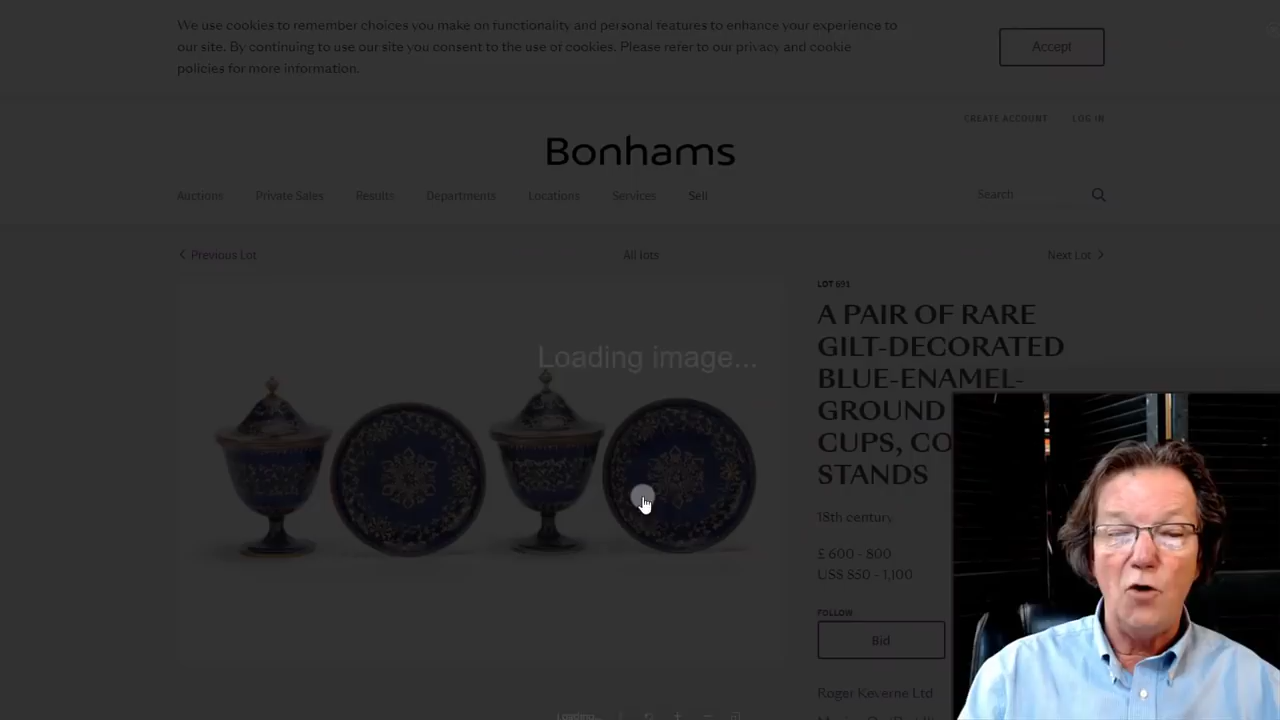 We use cookies to remember choices you make on functionality and personal features to enhance your experience to
our site. By continuing to use our site you consent to the use of cookies. Please refer to our privacy and cookie
policies for more information.
Accept
CREATE ACCOUNT LOG IN
Bonhams
Auctions Private Sales Results Departments Locations Services Sell
Search
Previous Lot All lots Next Lot
LOT 691
A PAIR OF RARE
GILT-DECORATED
BLUE-ENAMEL-
GROUND
CUPS, CO
STANDS
Loading image...
18th century
£ 600 - 800
US$ 850 - 1,100
FOLLOW
Bid
Roger Keverne Ltd
Loading...